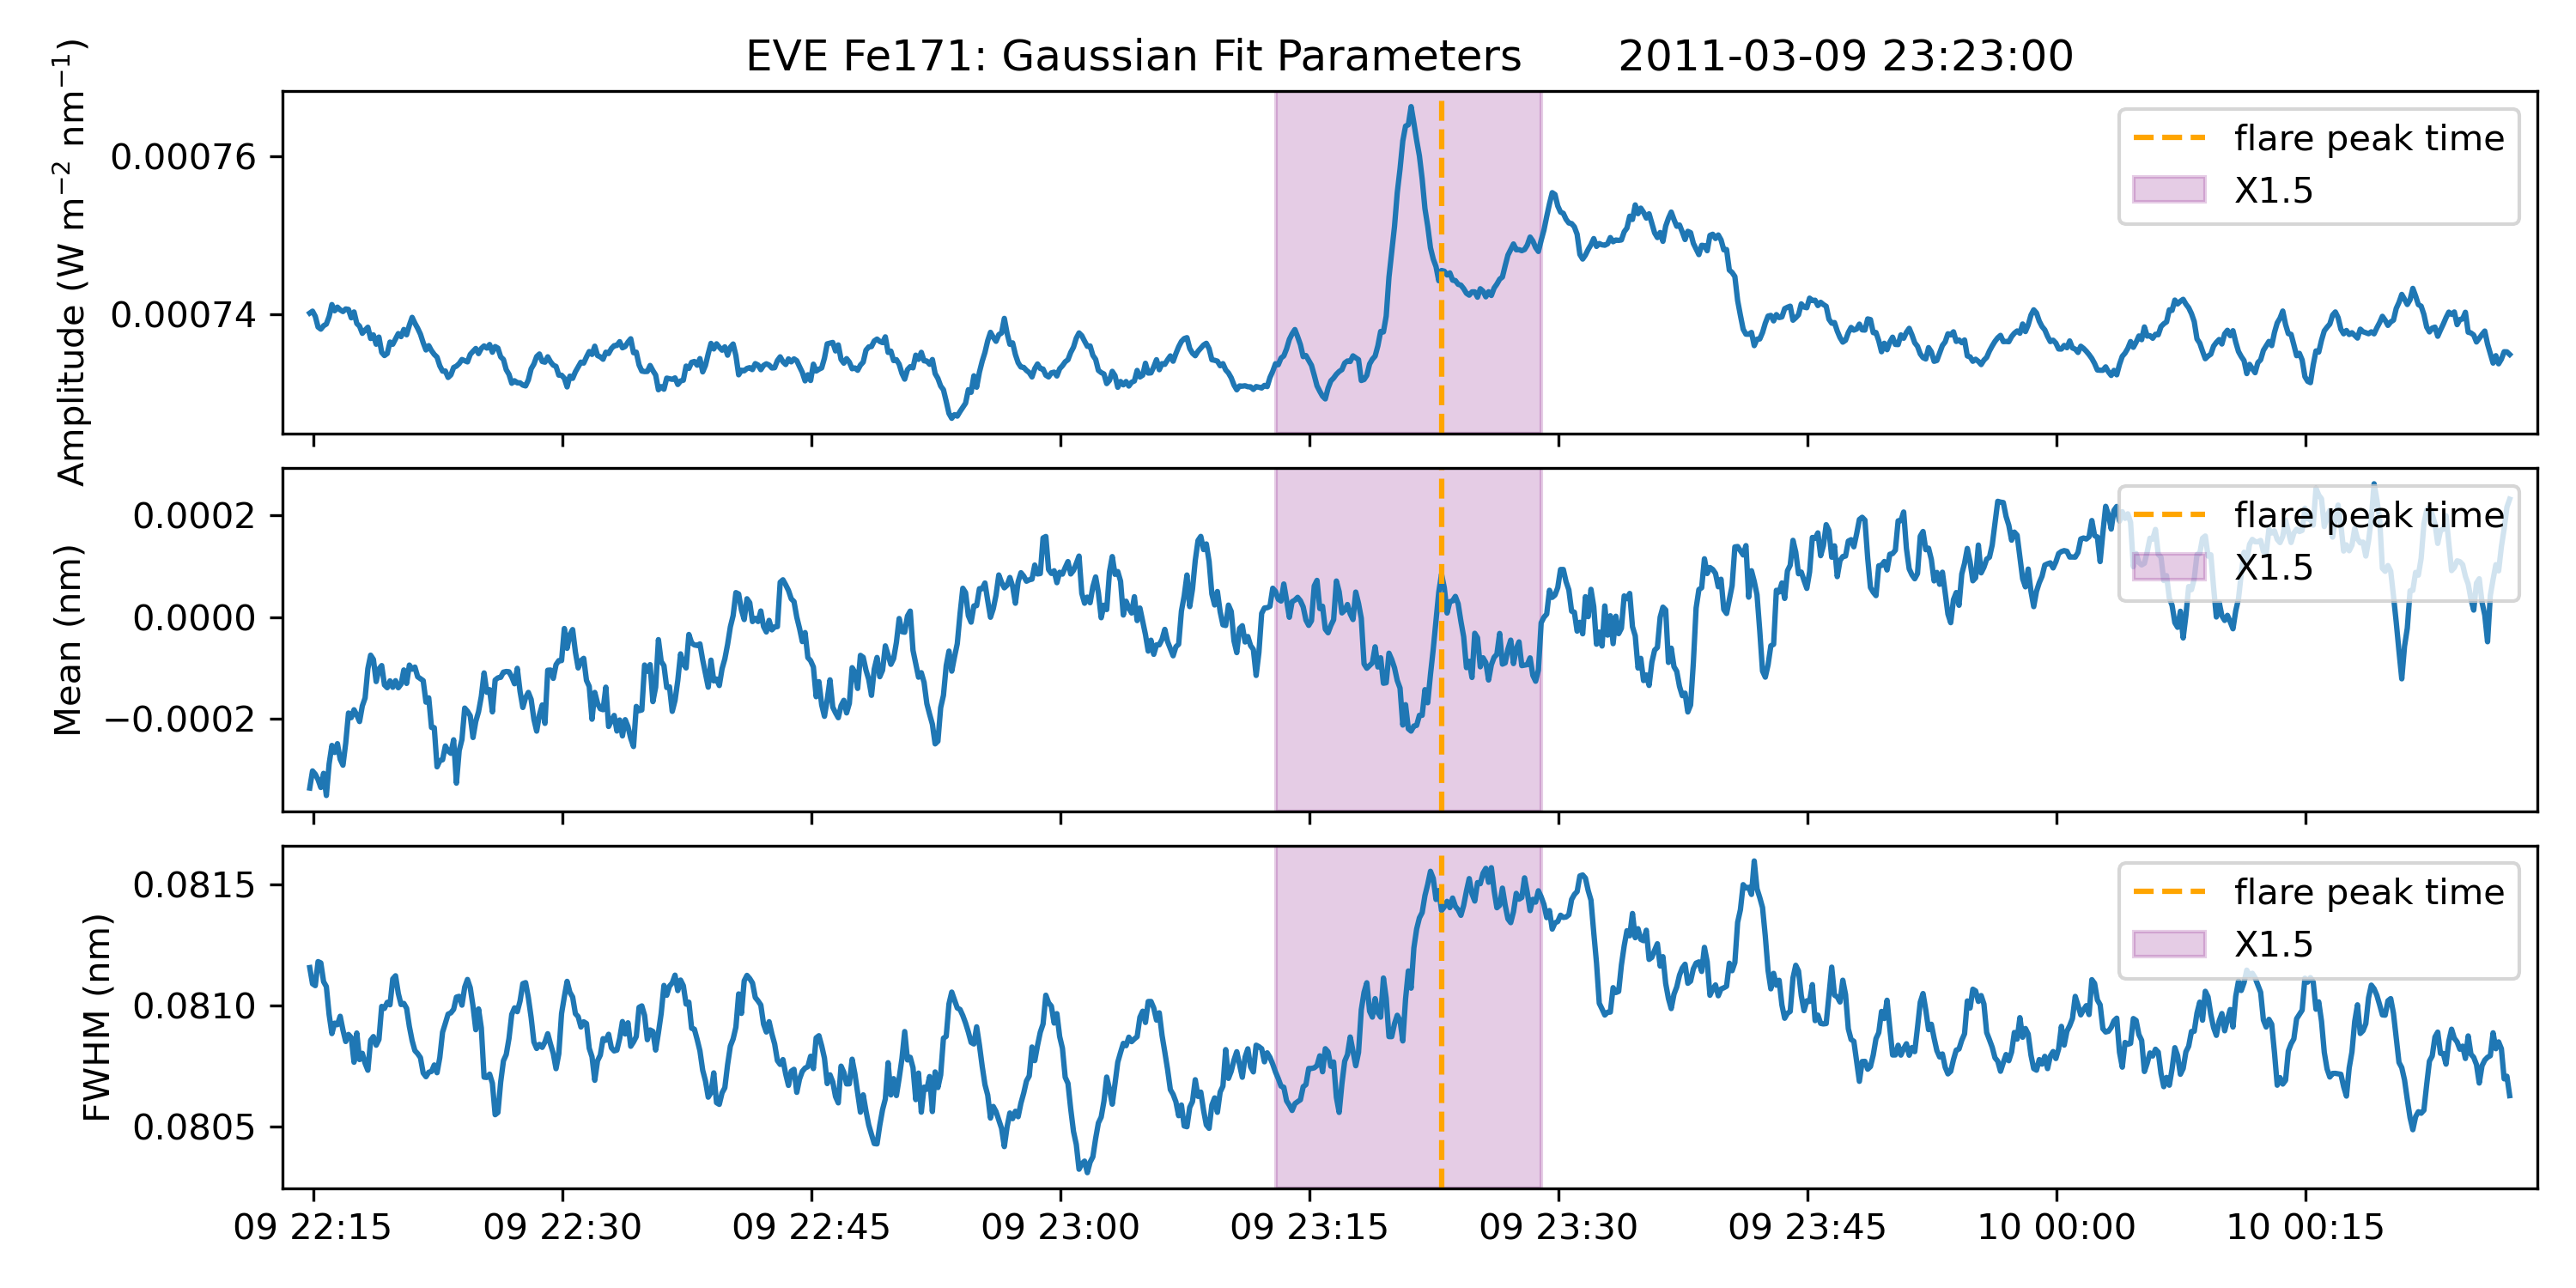 EVE Fe171: Gaussian Fit Parameters 2011-03-09 23:23:00
Amplitude (W m⁻² nm⁻¹)
0.00076
0.00074
flare peak time
X1.5
Mean (nm)
0.0002
0.0000
−0.0002
flare peak time
X1.5
FWHM (nm)
0.0815
0.0810
0.0805
flare peak time
X1.5
09 22:15 09 22:30 09 22:45 09 23:00 09 23:15 09 23:30 09 23:45 10 00:00 10 00:15